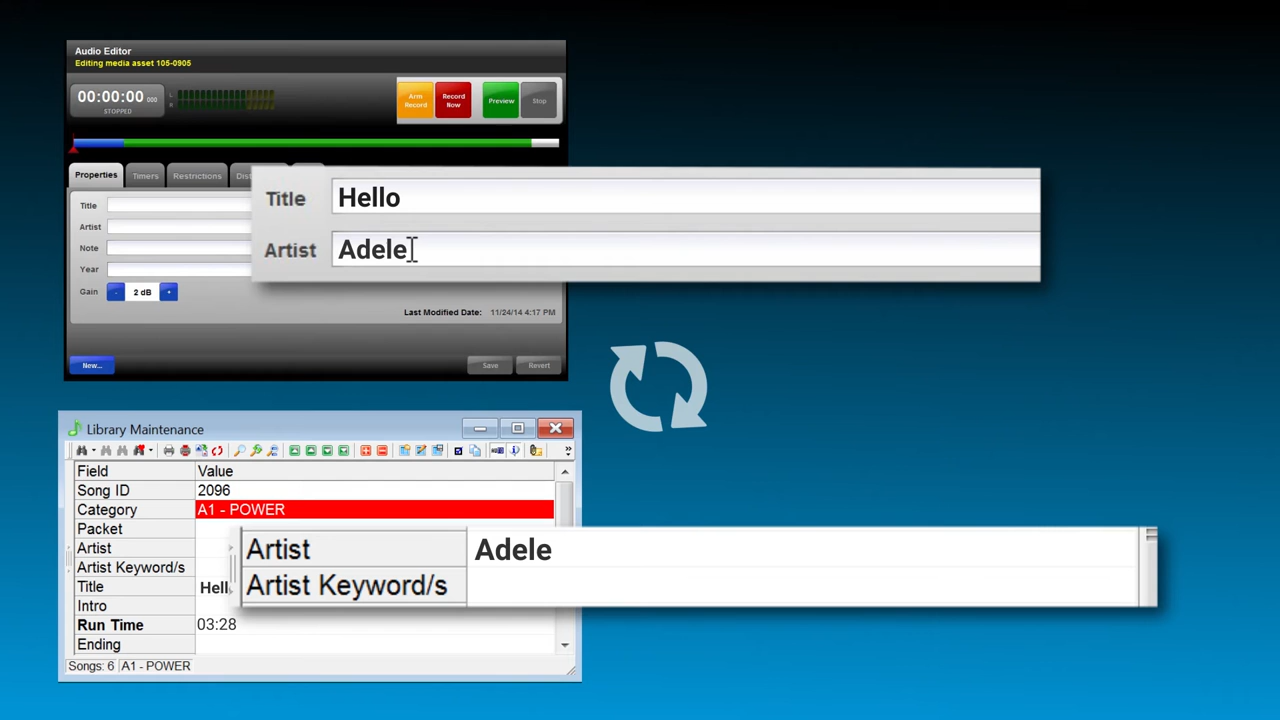 Audio Editor
Editing media asset 105-0905
00:00:00 000
STOPPED
L
R
Arm Record
Record Now
Preview
Stop
Properties
Timers
Restrictions
Title
Artist
Note
Year
Gain
-
2 dB
+
Title Hello
Artist Adele
Last Modified Date: 11/24/14 4:17 PM
New...
Save
Revert
Library Maintenance
Field Value
Song ID 2096
Category A1 - POWER
Packet
Artist
Artist Keyword/s
Title
Intro
Run Time 03:28
Ending
Artist Adele
Artist Keyword/s
Songs: 6 A1 - POWER